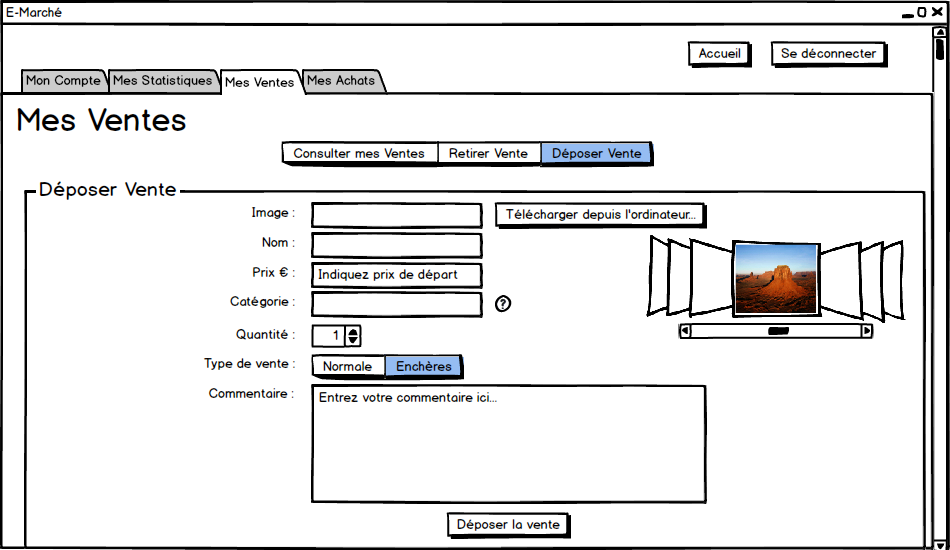 E-Marché
Accueil
Se déconnecter
Mon Compte
Mes Statistiques
Mes Ventes
Mes Achats
Mes Ventes
Consulter mes Ventes
Retirer Vente
Déposer Vente
Déposer Vente
Image :
Télécharger depuis l'ordinateur...
Nom :
Prix € :
Indiquez prix de départ
Catégorie :
?
Quantité :
1
Type de vente :
Normale
Enchères
Commentaire :
Entrez votre commentaire ici...
Déposer la vente